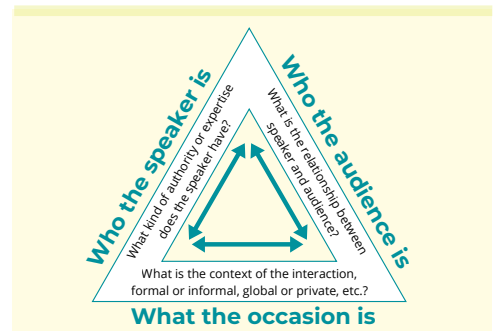 Who the speaker is
What kind of authority or expertise
does the speaker have?
Who the audience is
What is the relationship between
speaker and audience?
What is the context of the interaction,
formal or informal, global or private, etc.?
What the occasion is